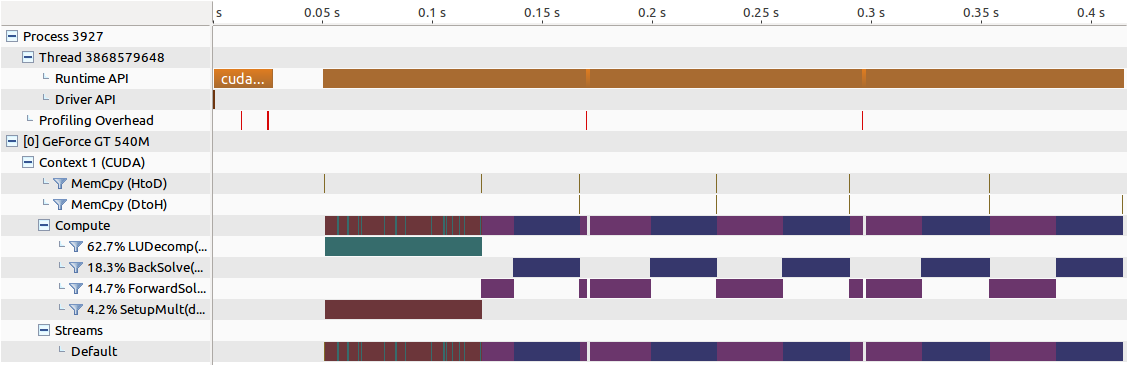 s 0.05 s 0.1 s 0.15 s 0.2 s 0.25 s 0.3 s 0.35 s 0.4 s
Process 3927
Thread 3868579648
Runtime API cuda...
Driver API
Profiling Overhead
[0] GeForce GT 540M
Context 1 (CUDA)
MemCpy (HtoD)
MemCpy (DtoH)
Compute
62.7% LUDecomp(...
18.3% BackSolve(...
14.7% ForwardSol...
4.2% SetupMult(d...
Streams
Default